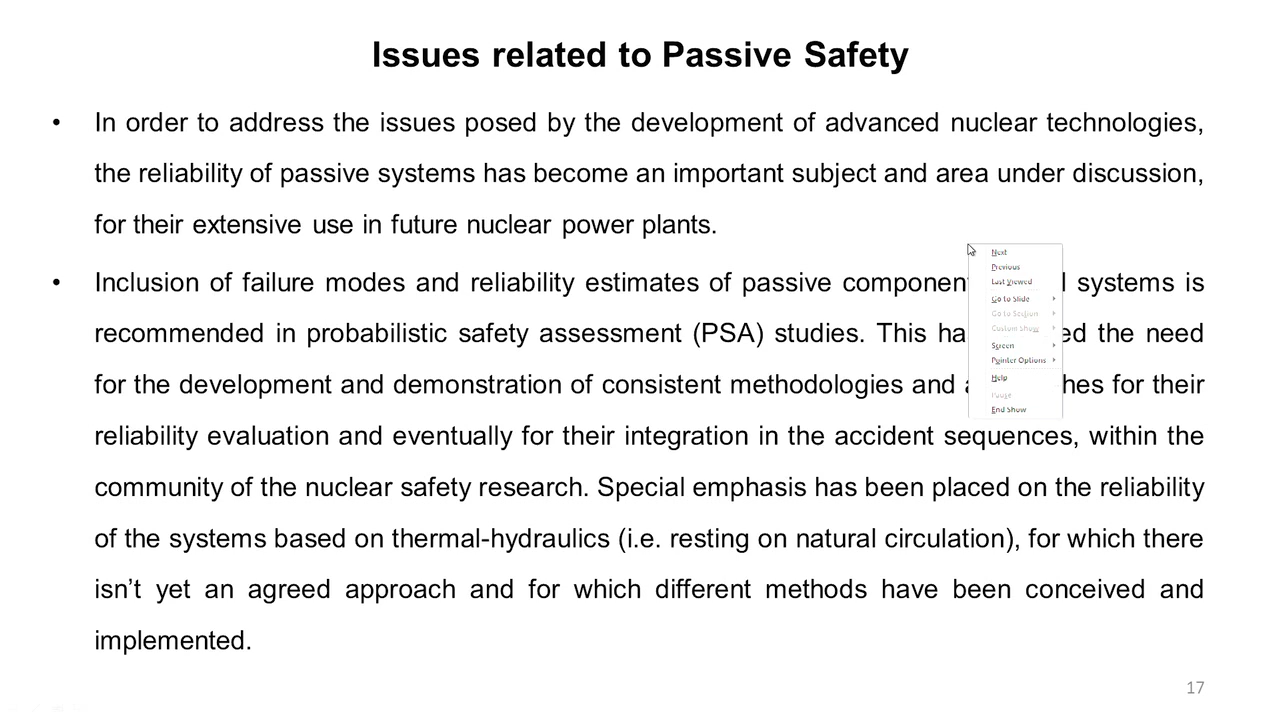 Issues related to Passive Safety
• In order to address the issues posed by the development of advanced nuclear technologies,
the reliability of passive systems has become an important subject and area under discussion,
for their extensive use in future nuclear power plants.
• Inclusion of failure modes and reliability estimates of passive componen systems is
recommended in probabilistic safety assessment (PSA) studies. This ha ed the need
for the development and demonstration of consistent methodologies and a hes for their
reliability evaluation and eventually for their integration in the accident sequences, within the
community of the nuclear safety research. Special emphasis has been placed on the reliability
of the systems based on thermal-hydraulics (i.e. resting on natural circulation), for which there
isn’t yet an agreed approach and for which different methods have been conceived and
implemented.
Next
Previous
Last Viewed
Go to Slide
Go to Section
Custom Show
Screen
Pointer Options
Help
Pause
End Show
17